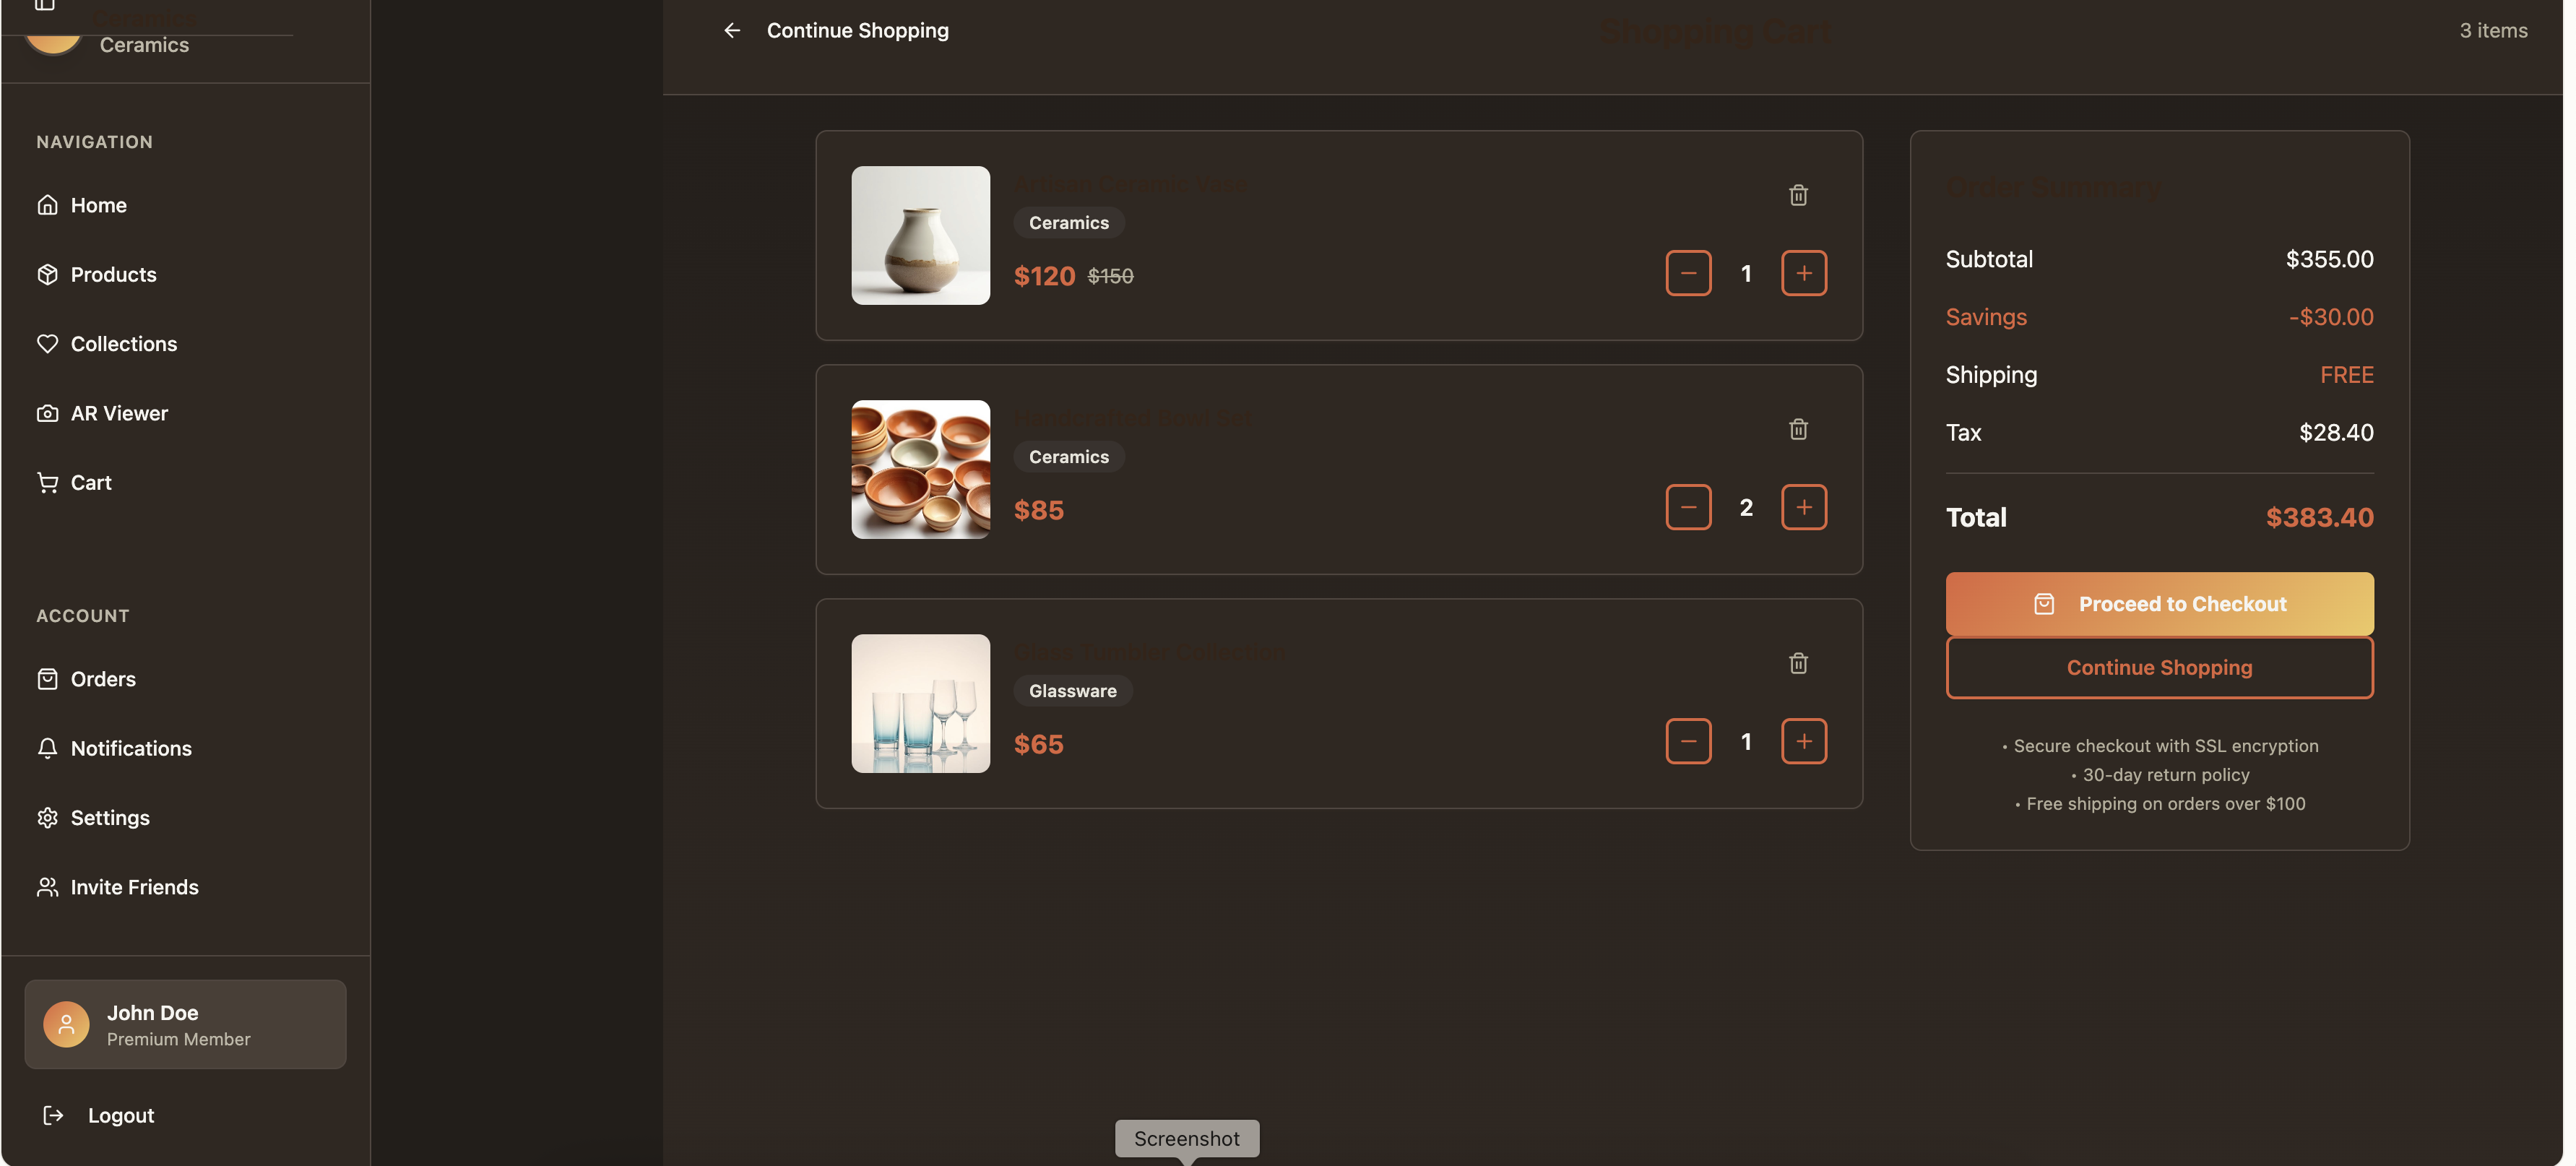 Ceramics
NAVIGATION
Home
Products
Collections
AR Viewer
Cart
ACCOUNT
Orders
Notifications
Settings
Invite Friends
John Doe
Premium Member
Logout
Continue Shopping
Shopping Cart
3 items
Artisan Ceramic Vase
Ceramics
$120 $150
1
Handcrafted Bowl Set
Ceramics
$85
2
Glass Tumbler Collection
Glassware
$65
1
Order Summary
Subtotal $355.00
Savings -$30.00
Shipping FREE
Tax $28.40
Total $383.40
Proceed to Checkout
Continue Shopping
• Secure checkout with SSL encryption
• 30-day return policy
• Free shipping on orders over $100
Screenshot